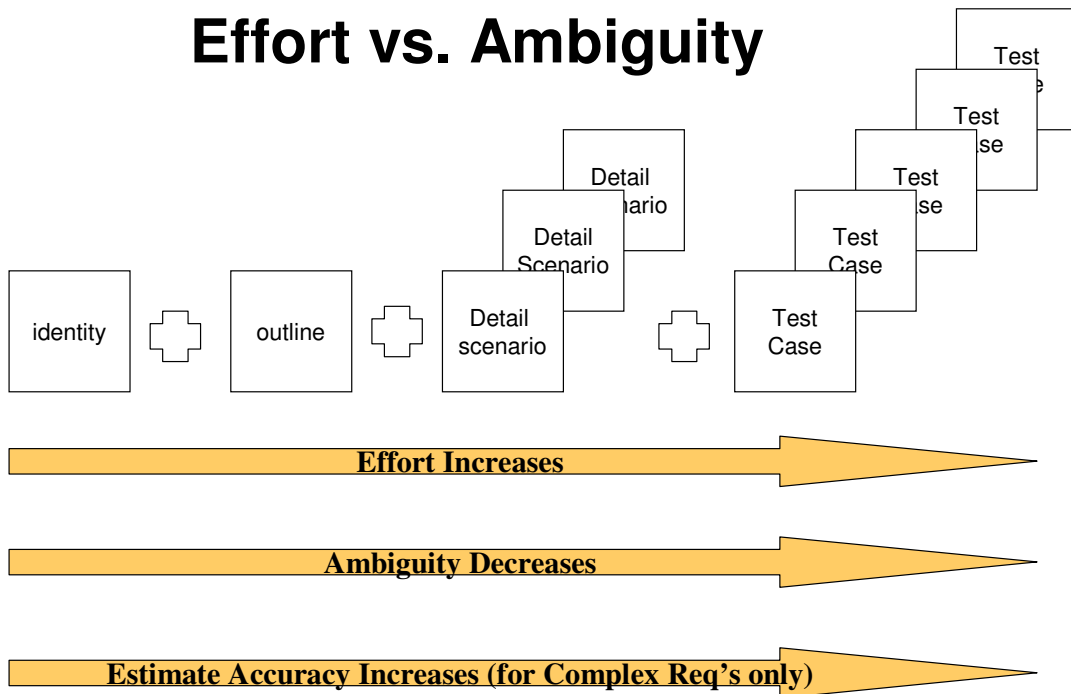 Effort vs. Ambiguity
identity
outline
Detail
scenario
Detail
Scenario
Detail
Test
Case
Test
Case
Test
Test
Test
Effort Increases
Ambiguity Decreases
Estimate Accuracy Increases (for Complex Req's only)